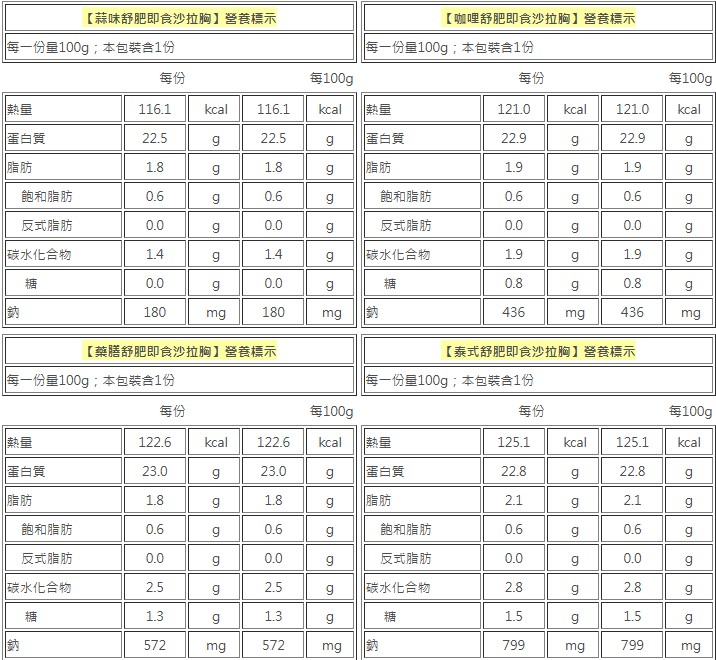 【蒜味舒肥即食沙拉胸】營養標示
每一份量100g；本包裝含1份
每份 每100g
熱量 116.1 kcal 116.1 kcal
蛋白質 22.5 g 22.5 g
脂肪 1.8 g 1.8 g
飽和脂肪 0.6 g 0.6 g
反式脂肪 0.0 g 0.0 g
碳水化合物 1.4 g 1.4 g
糖 0.0 g 0.0 g
鈉 180 mg 180 mg
【咖哩舒肥即食沙拉胸】營養標示
每一份量100g；本包裝含1份
每份 每100g
熱量 121.0 kcal 121.0 kcal
蛋白質 22.9 g 22.9 g
脂肪 1.9 g 1.9 g
飽和脂肪 0.6 g 0.6 g
反式脂肪 0.0 g 0.0 g
碳水化合物 1.9 g 1.9 g
糖 0.8 g 0.8 g
鈉 436 mg 436 mg
【藥膳舒肥即食沙拉胸】營養標示
每一份量100g；本包裝含1份
每份 每100g
熱量 122.6 kcal 122.6 kcal
蛋白質 23.0 g 23.0 g
脂肪 1.8 g 1.8 g
飽和脂肪 0.6 g 0.6 g
反式脂肪 0.0 g 0.0 g
碳水化合物 2.5 g 2.5 g
糖 1.3 g 1.3 g
鈉 572 mg 572 mg
【泰式舒肥即食沙拉胸】營養標示
每一份量100g；本包裝含1份
每份 每100g
熱量 125.1 kcal 125.1 kcal
蛋白質 22.8 g 22.8 g
脂肪 2.1 g 2.1 g
飽和脂肪 0.6 g 0.6 g
反式脂肪 0.0 g 0.0 g
碳水化合物 2.8 g 2.8 g
糖 1.5 g 1.5 g
鈉 799 mg 799 mg